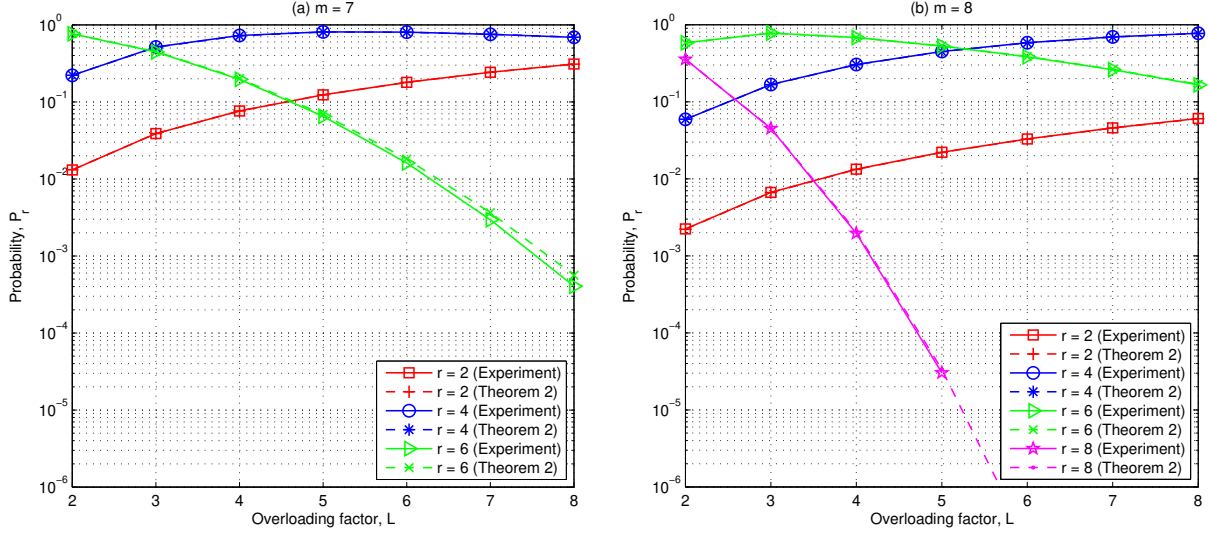 (a) m = 7
10^0
10^−1
10^−2
10^−3
10^−4
10^−5
10^−6
Probability, P_r
2 3 4 5 6 7 8
Overloading factor, L
r = 2 (Experiment)
r = 2 (Theorem 2)
r = 4 (Experiment)
r = 4 (Theorem 2)
r = 6 (Experiment)
r = 6 (Theorem 2)
(b) m = 8
10^0
10^−1
10^−2
10^−3
10^−4
10^−5
10^−6
Probability, P_r
2 3 4 5 6 7 8
Overloading factor, L
r = 2 (Experiment)
r = 2 (Theorem 2)
r = 4 (Experiment)
r = 4 (Theorem 2)
r = 6 (Experiment)
r = 6 (Theorem 2)
r = 8 (Experiment)
r = 8 (Theorem 2)